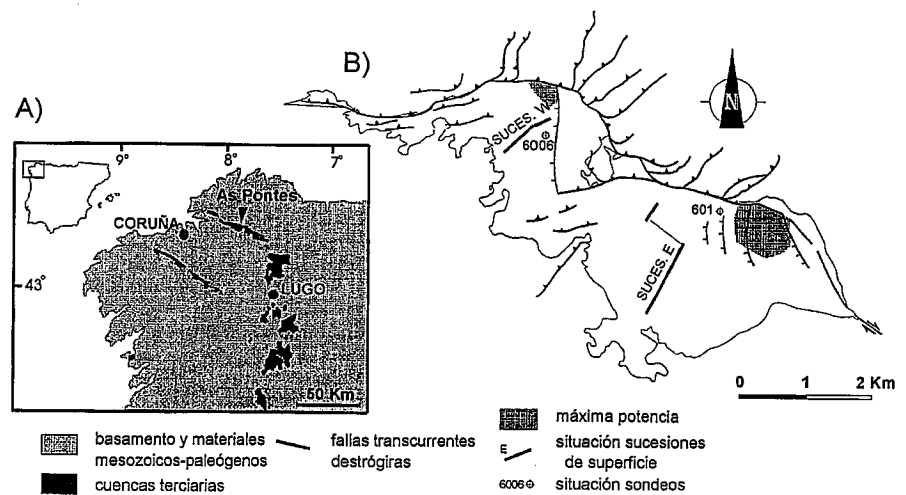 A)
B)
N
9°
8°
7°
As Pontes
CORUÑA
43°
LUGO
50 Km
SUCES. W
6006
601
SUCES. E
0 1 2 Km
basamento y materiales
mesozoicos-paleógenos
cuencas terciarias
fallas transcurrentes
destrógiras
máxima potencia
E
situación sucesiones
de superficie
6006
situación sondeos